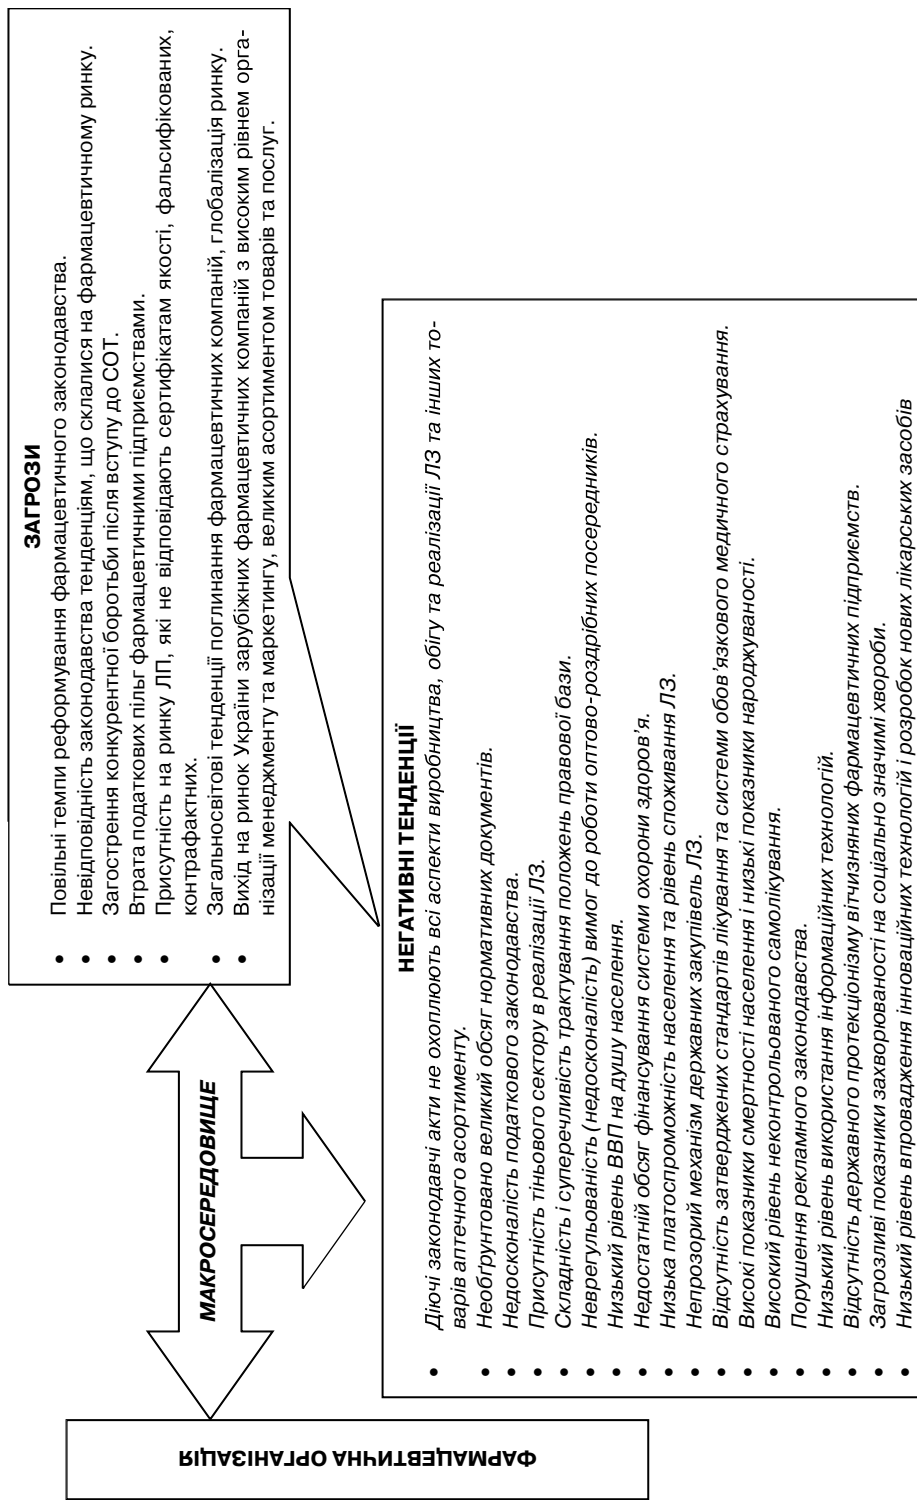 ФАРМАЦЕВТИЧНА ОРГАНІЗАЦІЯ
МАКРОСЕРЕДОВИЩЕ
ЗАГРОЗИ
• Повільні темпи реформування фармацевтичного законодавства.
• Невідповідність законодавства тенденціям, що склалися на фармацевтичному ринку.
• Загострення конкурентної боротьби після вступу до СОТ.
• Втрата податкових пільг фармацевтичними підприємствами.
• Присутність на ринку ЛП, які не відповідають сертифікатам якості, фальсифікованих,
контрафактних.
• Загальносвітові тенденції поглинання фармацевтичних компаній, глобалізація ринку.
• Вихід на ринок України зарубіжних фармацевтичних компаній з високим рівнем орга-
нізації менеджменту та маркетингу, великим асортиментом товарів та послуг.
НЕГАТИВНІ ТЕНДЕНЦІЇ
• Діючі законодавчі акти не охоплюють всі аспекти виробництва, обігу та реалізації ЛЗ та інших то-
варів аптечного асортименту.
• Необґрунтовано великий обсяг нормативних документів.
• Недосконалість податкового законодавства.
• Присутність тіньового сектору в реалізації ЛЗ.
• Складність і суперечливість трактування положень правової бази.
• Неврегульованість (недосконалість) вимог до роботи оптово-роздрібних посередників.
• Низький рівень ВВП на душу населення.
• Недостатній обсяг фінансування системи охорони здоров’я.
• Низька платоспроможність населення та рівень споживання ЛЗ.
• Непрозорий механізм державних закупівель ЛЗ.
• Відсутність затверджених стандартів лікування та системи обов’язкового медичного страхування.
• Високі показники смертності населення і низькі показники народжуваності.
• Високий рівень неконтрольованого самолікування.
• Порушення рекламного законодавства.
• Низький рівень використання інформаційних технологій.
• Відсутність державного протекціонізму вітчизняних фармацевтичних підприємств.
• Загрозливі показники захворюваності на соціально значимі хвороби.
• Низький рівень впровадження інноваційних технологій і розробок нових лікарських засобів